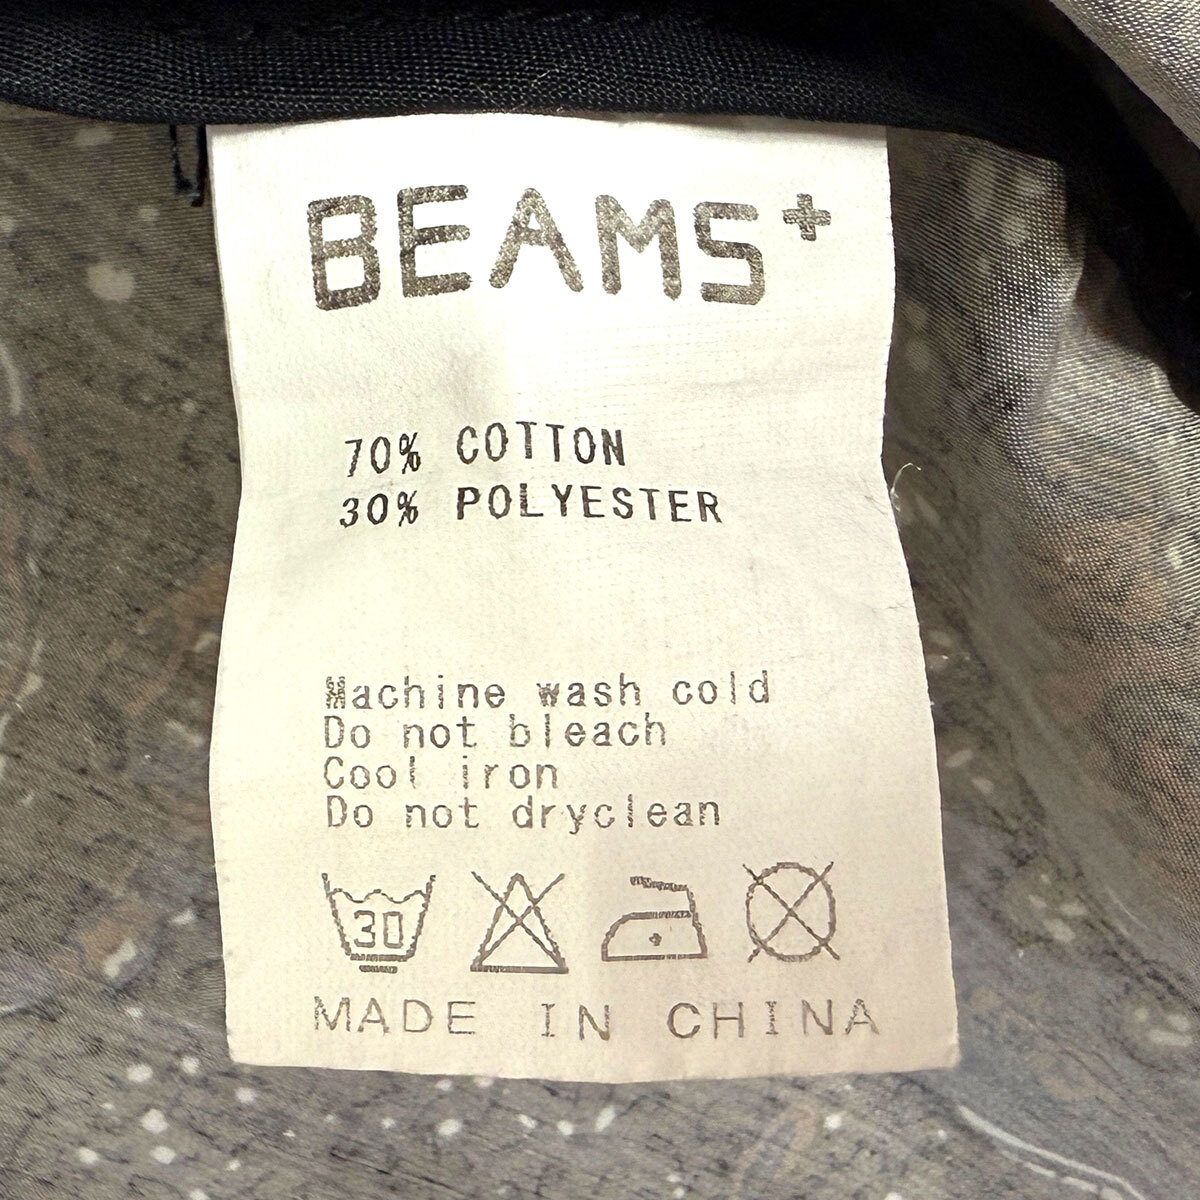 BEAMS+
70% COTTON
30% POLYESTER
Machine wash cold
Do not bleach
Cool iron
Do not dryclean
30
MADE IN CHINA